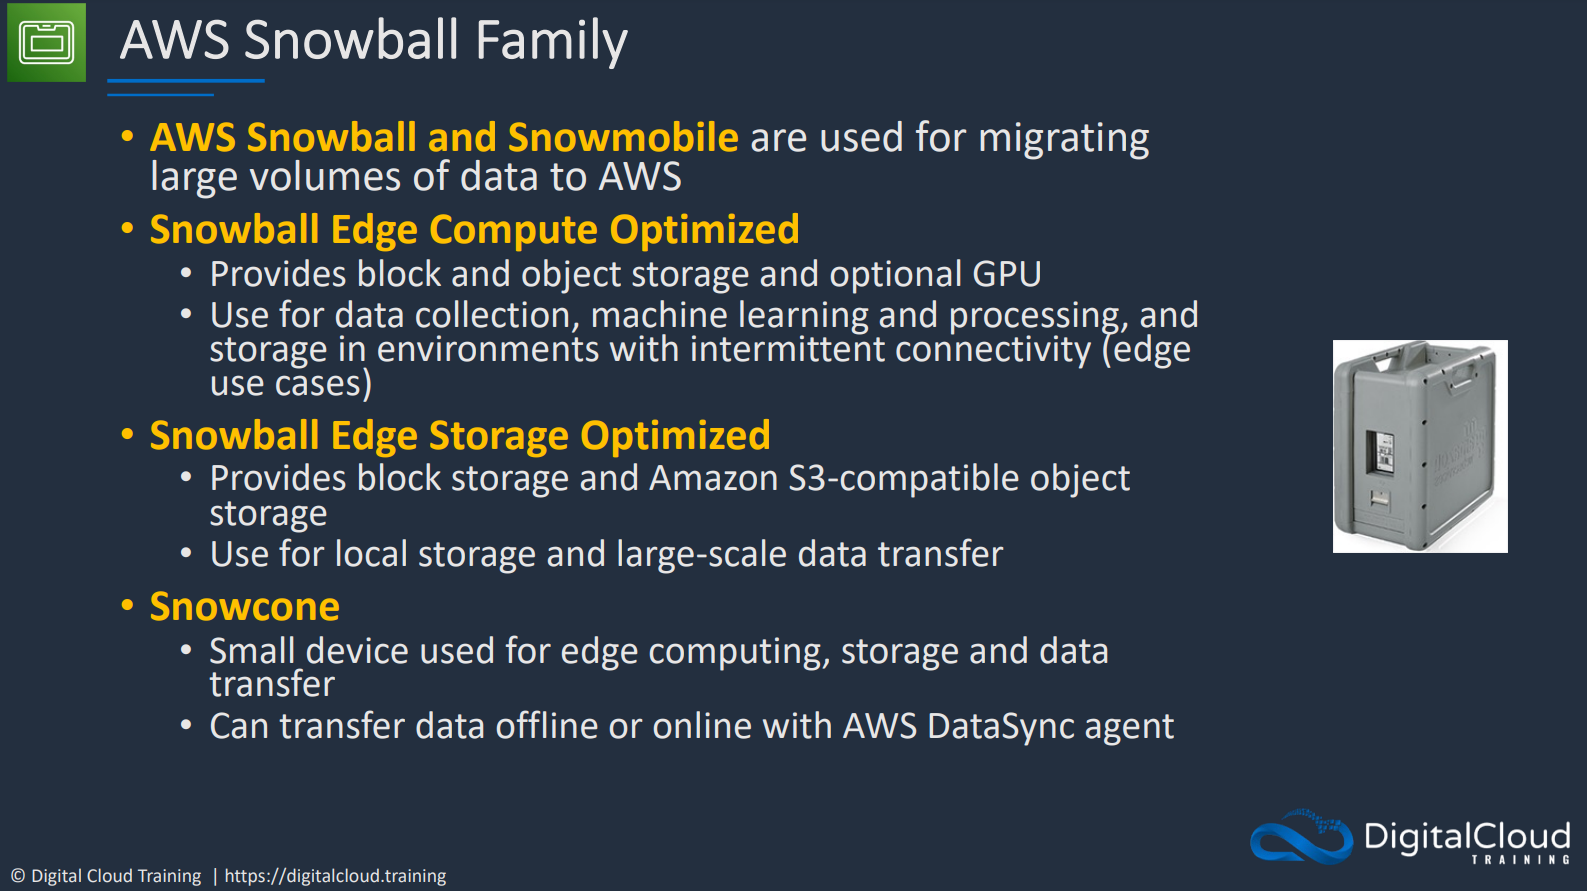 AWS Snowball Family
• AWS Snowball and Snowmobile are used for migrating
large volumes of data to AWS
• Snowball Edge Compute Optimized
• Provides block and object storage and optional GPU
• Use for data collection, machine learning and processing, and
storage in environments with intermittent connectivity (edge
use cases)
• Snowball Edge Storage Optimized
• Provides block storage and Amazon S3-compatible object
storage
• Use for local storage and large-scale data transfer
• Snowcone
• Small device used for edge computing, storage and data
transfer
• Can transfer data offline or online with AWS DataSync agent
DigitalCloud
TRAINING
© Digital Cloud Training | https://digitalcloud.training